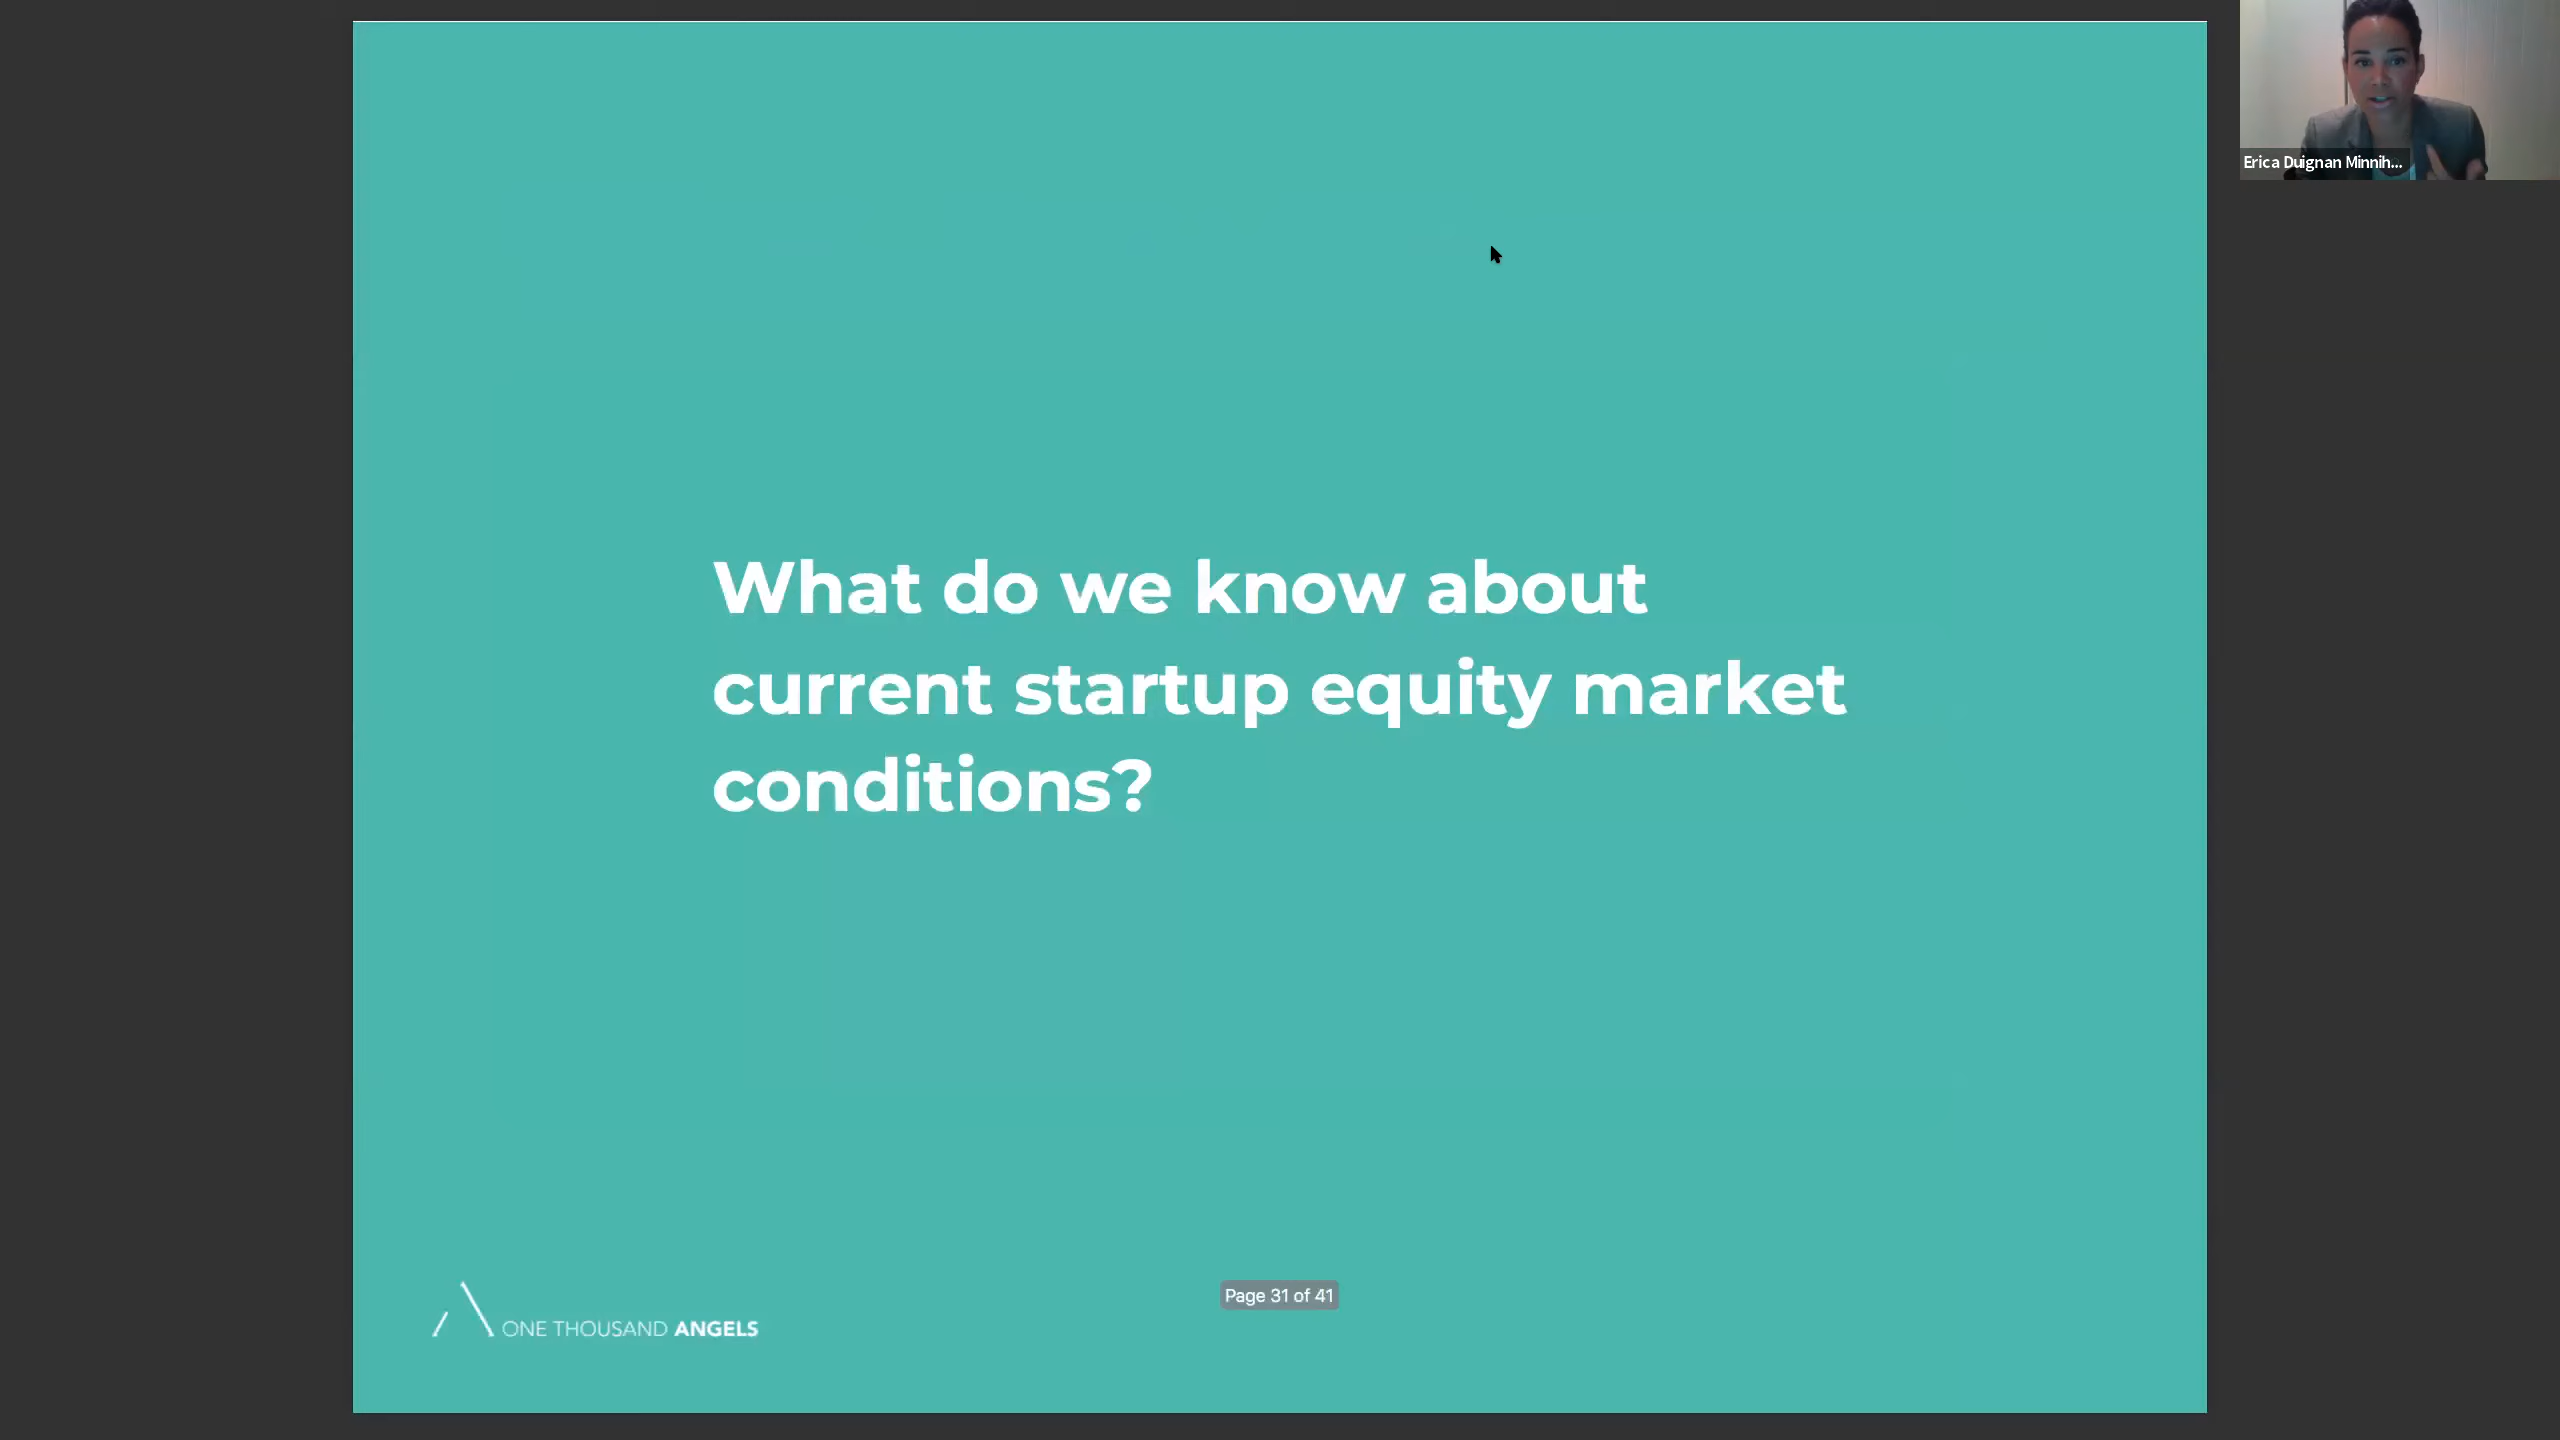 Erica Duignan Minnih...
What do we know about
current startup equity market
conditions?
Page 31 of 41
ONE THOUSAND ANGELS